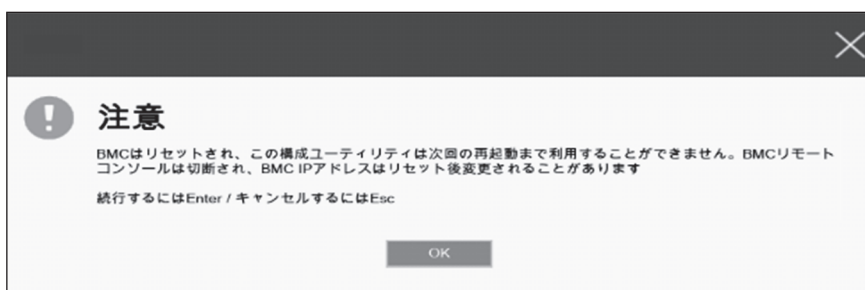 注意
BMCはリセットされ、この構成ユーティリティは次回の再起動まで利用することができません。BMCリモート
コンソールは切断され、BMC IPアドレスはリセット後変更されることがあります
続行するにはEnter / キャンセルするにはEsc
OK